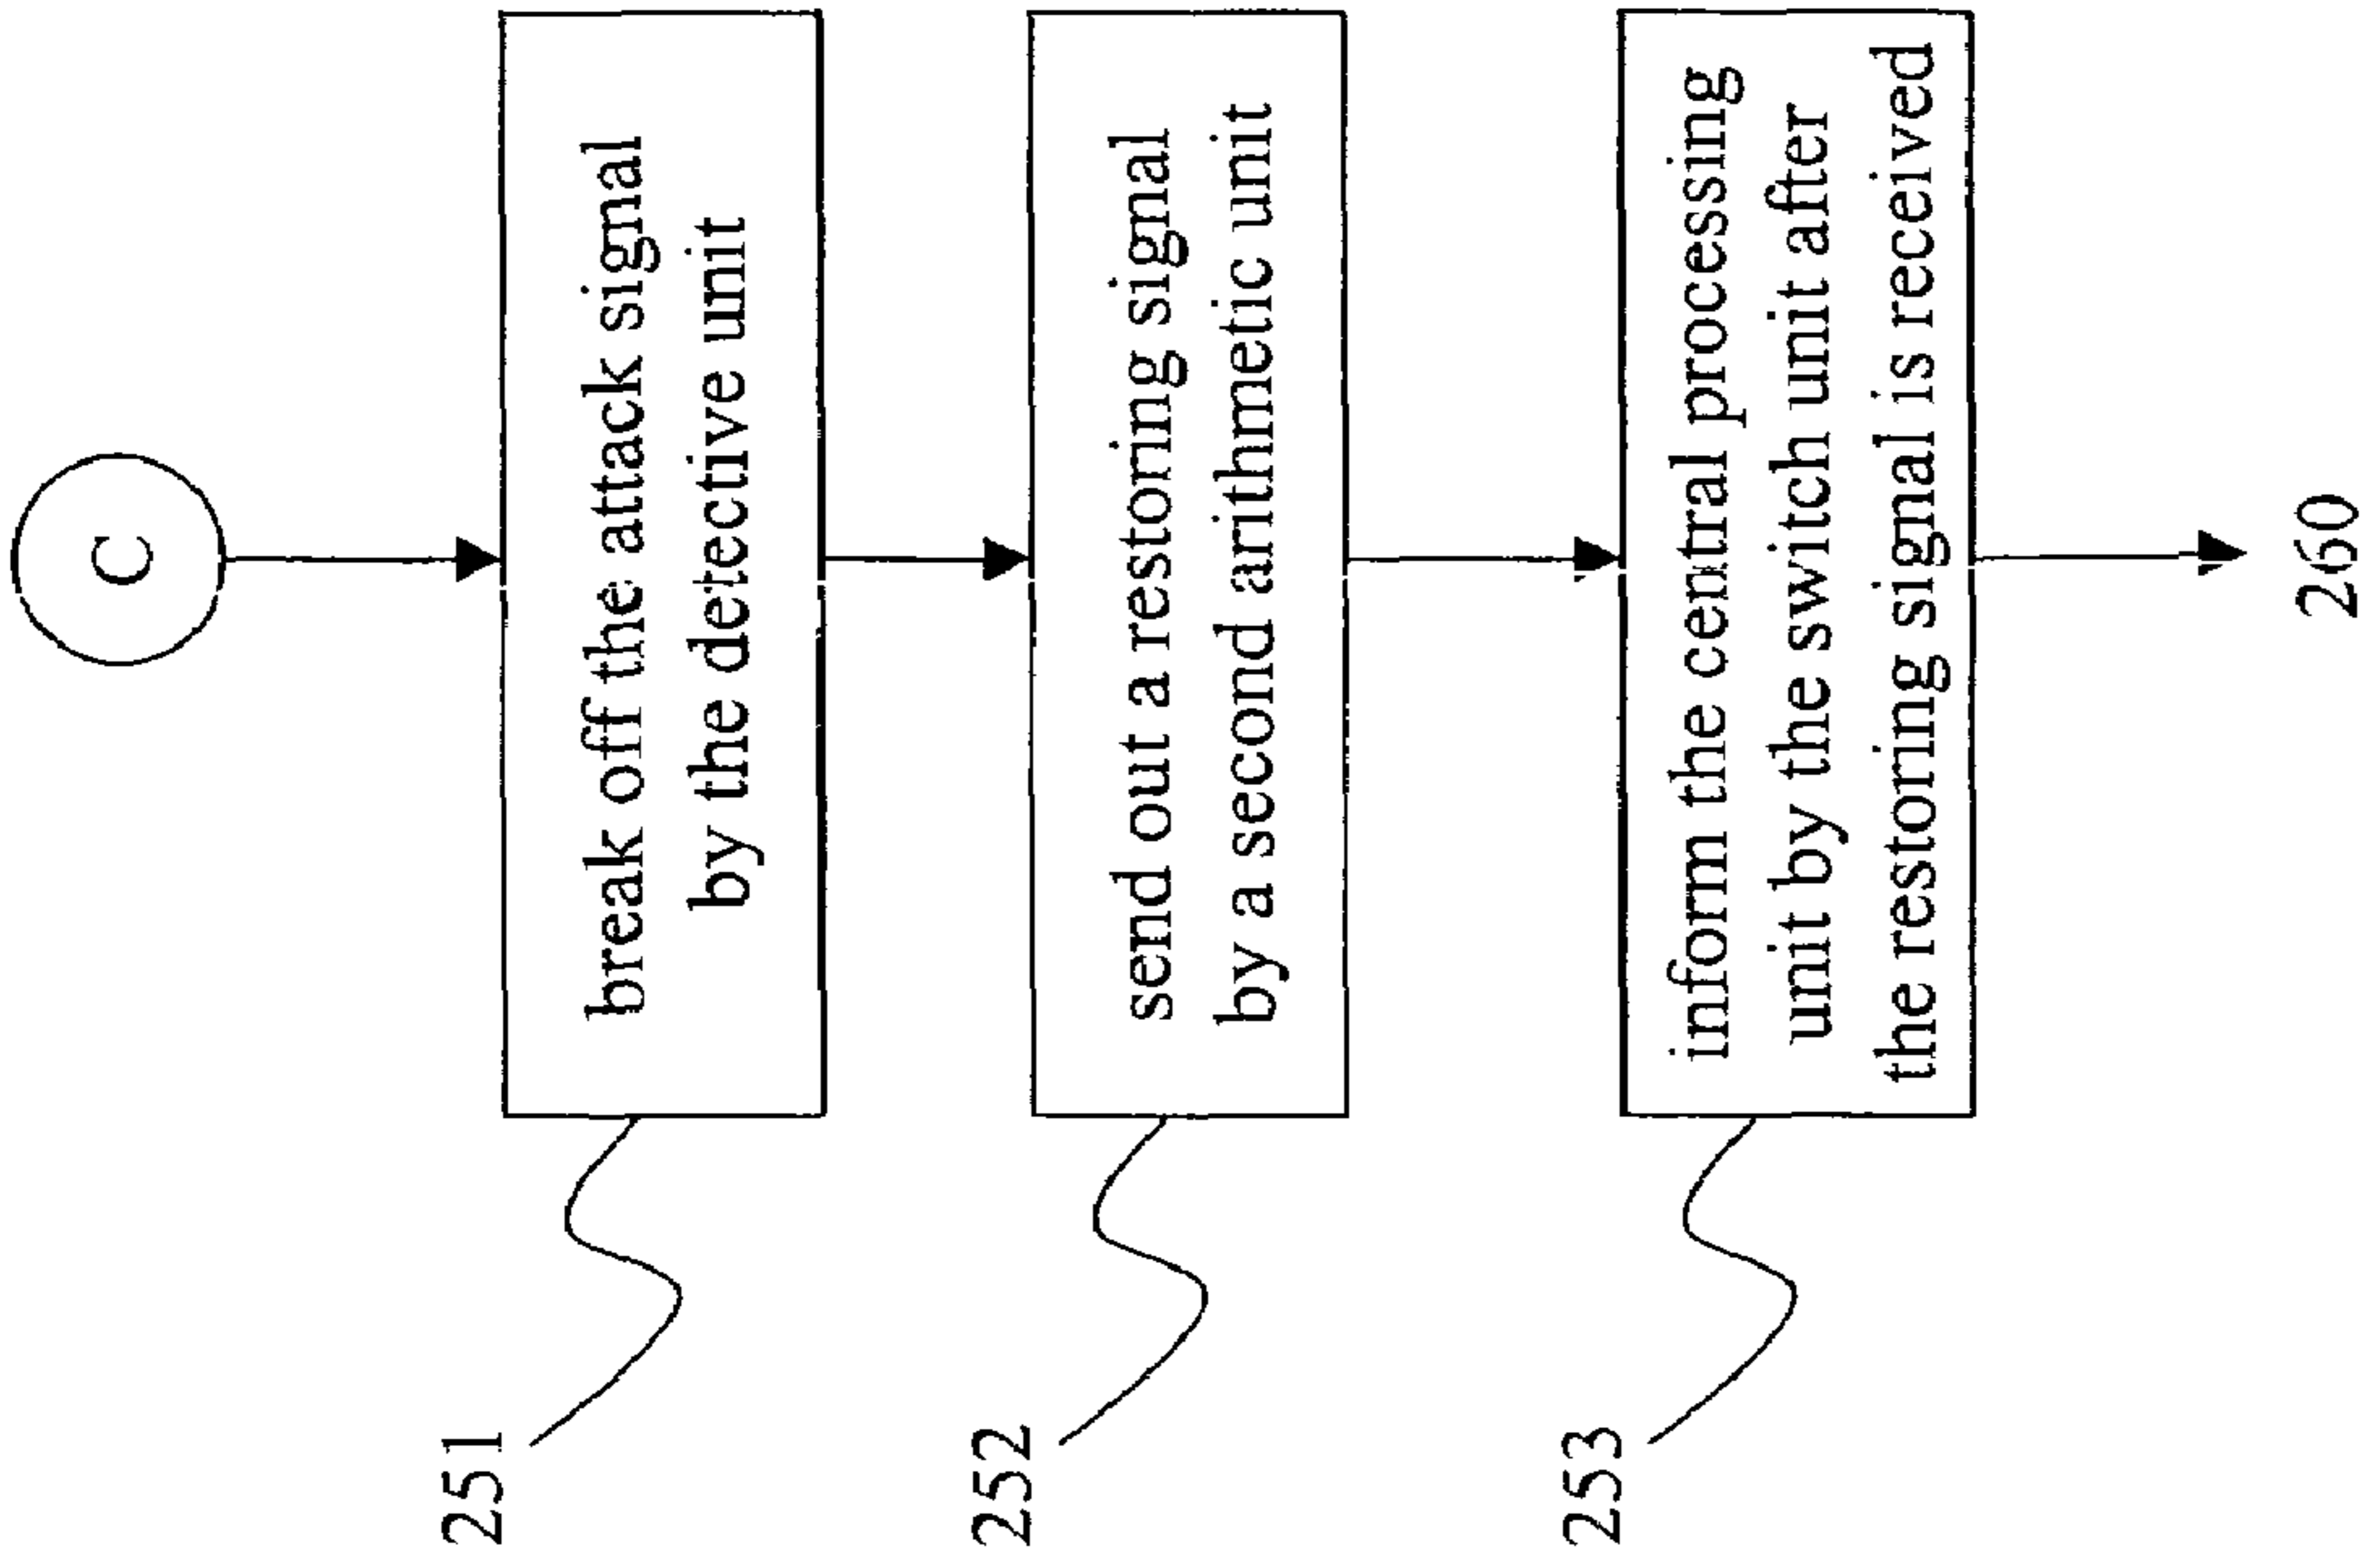 C
251
break off the attack signal
by the detective unit
252
send out a restoring signal
by a second arithmetic unit
253
inform the central processing
unit by the switch unit after
the restoring signal is received
260